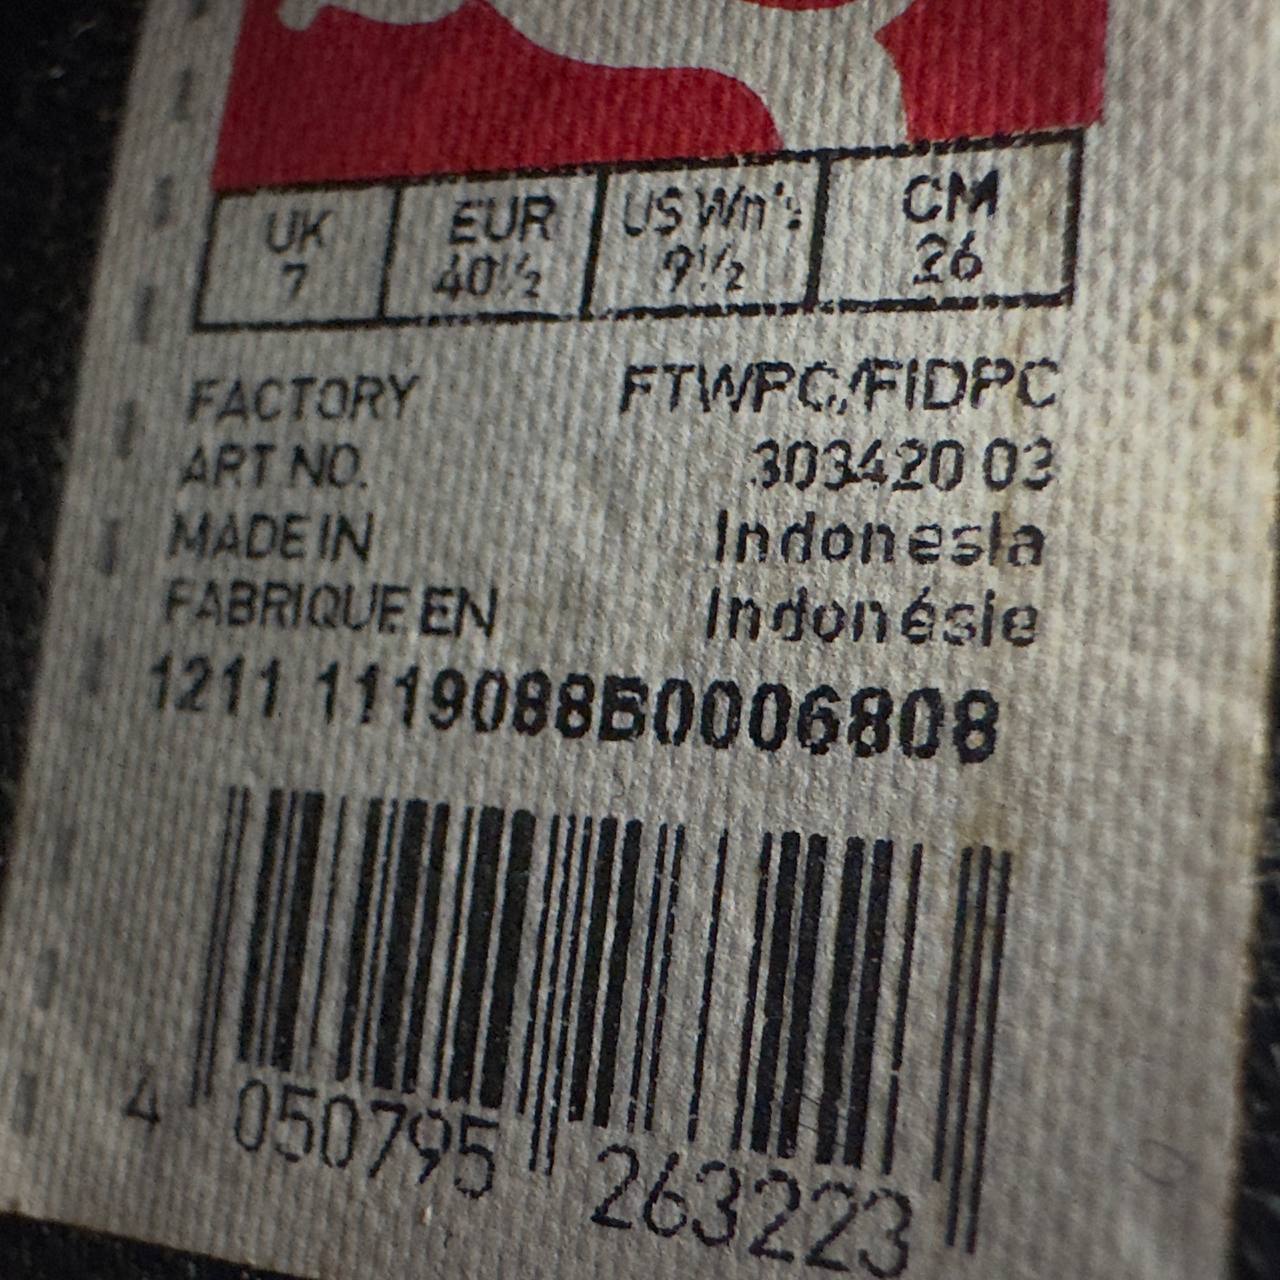 UK EUR US Wn's CM
7 40½ 9½ 26
FACTORY FTWPC/FIDPC
ART NO. 303420 03
MADE IN Indonesia
FABRIQUE EN Indonésie
1211 1119088B0006808
4 050795 263223